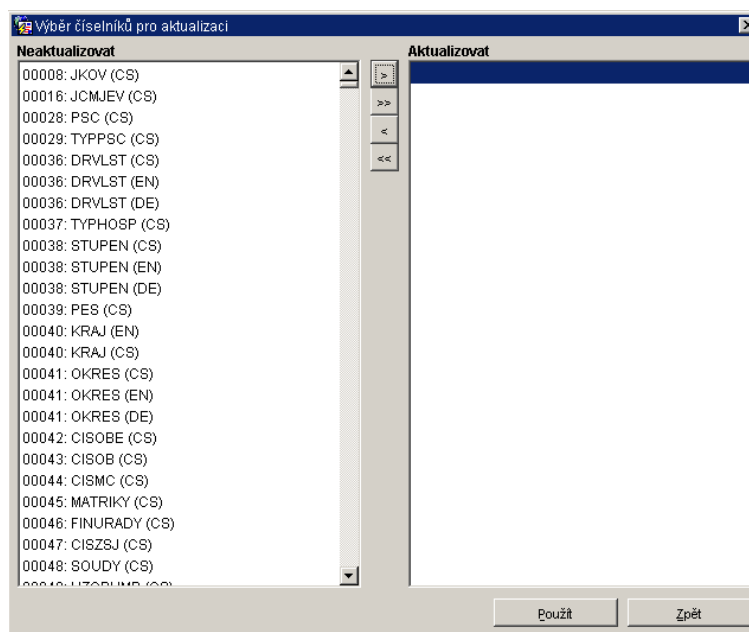 Výběr číselníků pro aktualizaci
Neaktualizovat
Aktualizovat
00008: JKOV (CS)
00016: JCMJEV (CS)
00028: PSC (CS)
00029: TYPPSC (CS)
00036: DRVLST (CS)
00036: DRVLST (EN)
00036: DRVLST (DE)
00037: TYPHOSP (CS)
00038: STUPEN (CS)
00038: STUPEN (EN)
00038: STUPEN (DE)
00039: PES (CS)
00040: KRAJ (EN)
00040: KRAJ (CS)
00041: OKRES (CS)
00041: OKRES (EN)
00041: OKRES (DE)
00042: CISOBE (CS)
00043: CISOB (CS)
00044: CISMC (CS)
00045: MATRIKY (CS)
00046: FINURADY (CS)
00047: CISZSJ (CS)
00048: SOUDY (CS)
>
>>
<
<<
Použít
Zpět